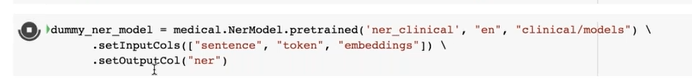 dummy_ner_model = medical.NerModel.pretrained('ner_clinical', "en", "clinical/models") \
.setInputCols(["sentence", "token", "embeddings"]) \
.setOutputCol("ner")